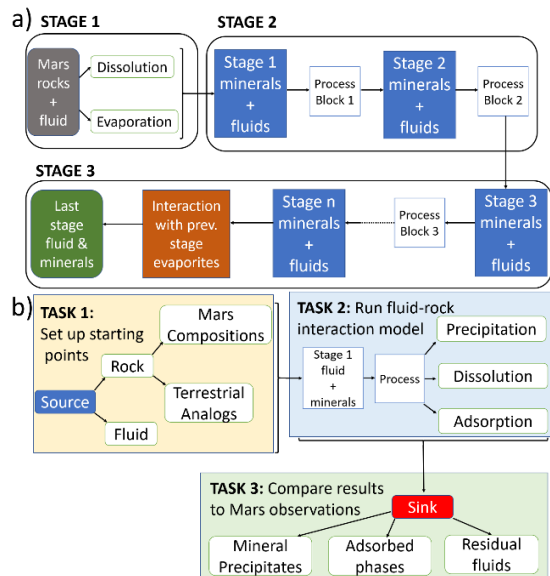 a)
STAGE 1
Mars
rocks
+
fluid
Dissolution
Evaporation
STAGE 2
Stage 1
minerals
+
fluids
Process
Block 1
Stage 2
minerals
+
fluids
Process
Block 2
STAGE 3
Last
stage
fluid &
minerals
Interaction
with prev.
stage
evaporites
Stage n
minerals
+
fluids
Process
Block 3
Stage 3
minerals
+
fluids
b)
TASK 1:
Set up starting
points
Mars
Compositions
Rock
Source
Terrestrial
Analogs
Fluid
TASK 2: Run fluid-rock
interaction model
Stage 1
fluid
+
minerals
Process
Precipitation
Dissolution
Adsorption
TASK 3: Compare results
to Mars observations
Sink
Mineral
Precipitates
Adsorbed
phases
Residual
fluids